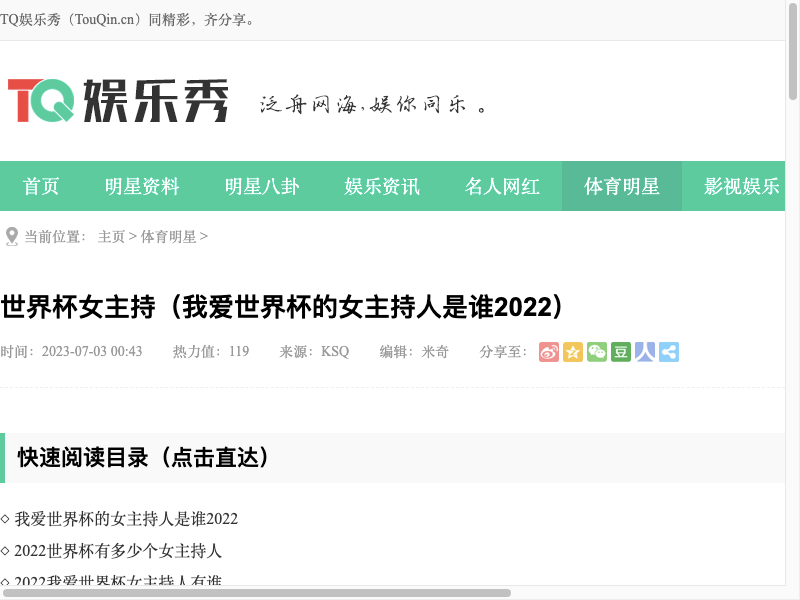 TQ娱乐秀（TouQin.cn）同精彩，齐分享。
TQ娱乐秀 泛舟网海,娱你同乐。
首页 明星资料 明星八卦 娱乐资讯 名人网红 体育明星 影视娱乐
当前位置： 主页 > 体育明星 >
世界杯女主持（我爱世界杯的女主持人是谁2022）
时间：2023-07-03 00:43 热力值：119 来源：KSQ 编辑：米奇 分享至： 豆
快速阅读目录（点击直达）
◇ 我爱世界杯的女主持人是谁2022
◇ 2022世界杯有多少个女主持人
◇ 2022我爱世界杯女主持人有谁